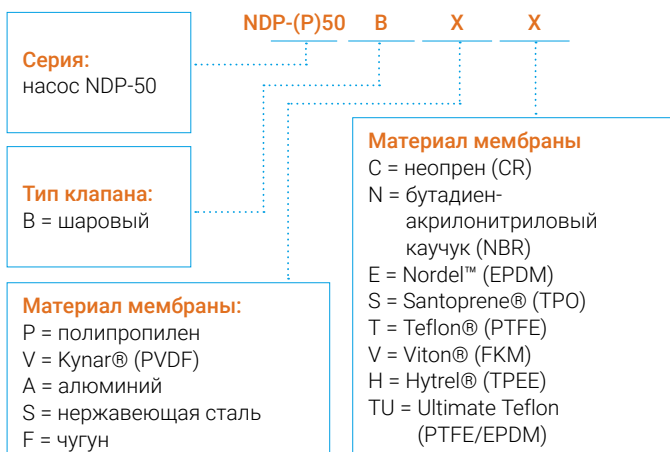 NDP-(P)50 B X X
Серия:
насос NDP-50
Тип клапана:
B = шаровый
Материал мембраны:
P = полипропилен
V = Kynar® (PVDF)
A = алюминий
S = нержавеющая сталь
F = чугун
Материал мембраны
C = неопрен (CR)
N = бутадиен-
акрилонитриловый
каучук (NBR)
E = Nordel™ (EPDM)
S = Santoprene® (TPO)
T = Teflon® (PTFE)
V = Viton® (FKM)
H = Hytrel® (TPEE)
TU = Ultimate Teflon
(PTFE/EPDM)